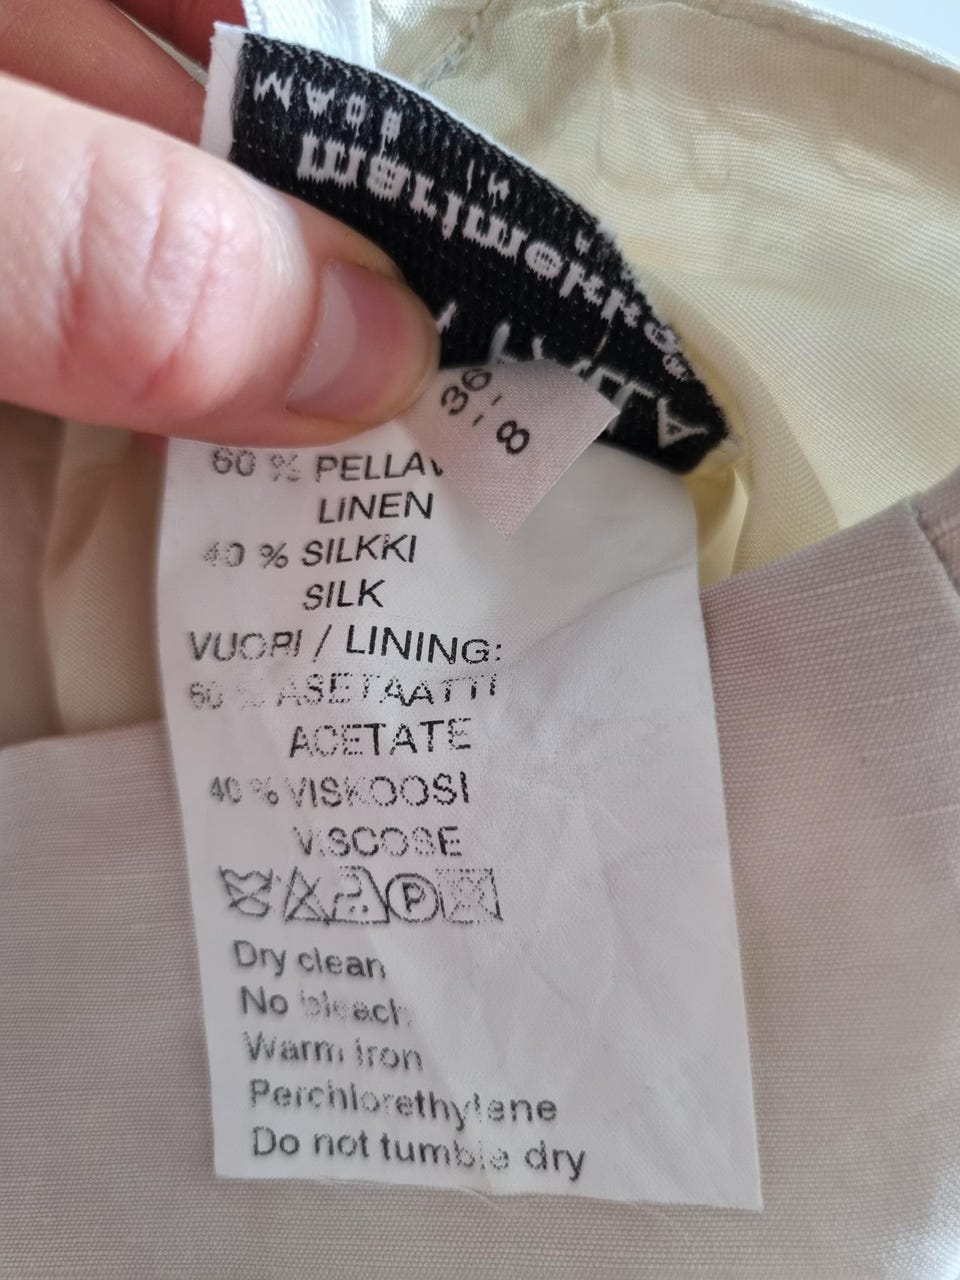 marimekko
36
8
60 % PELLAV
LINEN
40 % SILKKI
SILK
VUORI / LINING:
60 % ASETAATTI
ACETATE
40 % VISKOOSI
VISCOSE
P
Dry clean
No bleach
Warm iron
Perchlorethylene
Do not tumble dry